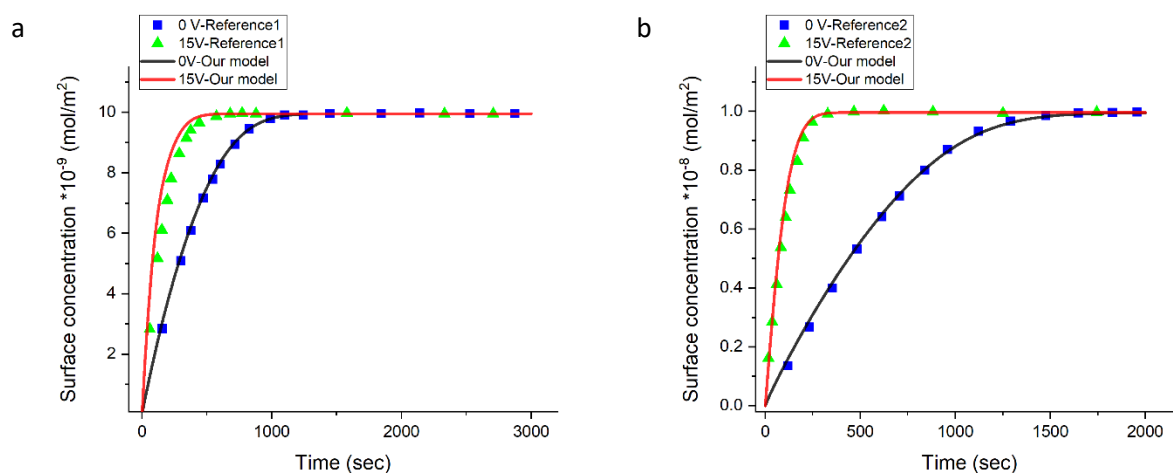 a
0 V-Reference1
15V-Reference1
0V-Our model
15V-Our model
10
8
6
4
2
0
1000
2000
3000
Surface concentration *10^-9 (mol/m^2)
Time (sec)
b
0 V-Reference2
15V-Reference2
0V-Our model
15V-Our model
1.0
0.8
0.6
0.4
0.2
0.0
0
500
1000
1500
2000
Surface concentration *10^-8 (mol/m^2)
Time (sec)